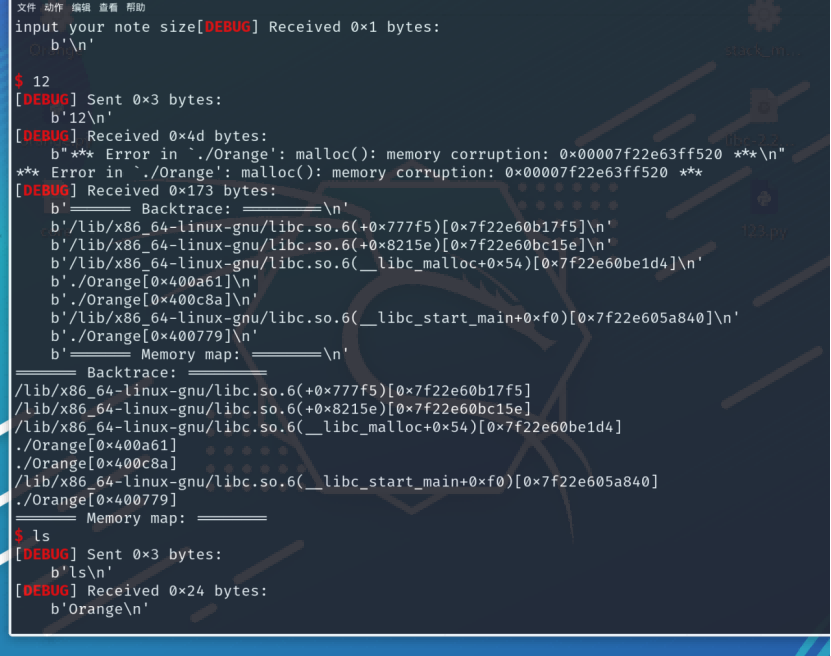 文件 动作 编辑 查看 帮助
input your note size[DEBUG] Received 0×1 bytes:
    b'\n'
$ 12
[DEBUG] Sent 0×3 bytes:
    b'12\n'
[DEBUG] Received 0×4d bytes:
    b"*** Error in `./Orange': malloc(): memory corruption: 0×00007f22e63ff520 ***\n"
*** Error in `./Orange': malloc(): memory corruption: 0×00007f22e63ff520 ***
[DEBUG] Received 0×173 bytes:
    b'======= Backtrace: =========\n'
    b'/lib/x86_64-linux-gnu/libc.so.6(+0×777f5)[0×7f22e60b17f5]\n'
    b'/lib/x86_64-linux-gnu/libc.so.6(+0×8215e)[0×7f22e60bc15e]\n'
    b'/lib/x86_64-linux-gnu/libc.so.6(__libc_malloc+0×54)[0×7f22e60be1d4]\n'
    b'./Orange[0×400a61]\n'
    b'./Orange[0×400c8a]\n'
    b'/lib/x86_64-linux-gnu/libc.so.6(__libc_start_main+0×f0)[0×7f22e605a840]\n'
    b'./Orange[0×400779]\n'
    b'======= Memory map: ========\n'
======= Backtrace: =========
/lib/x86_64-linux-gnu/libc.so.6(+0×777f5)[0×7f22e60b17f5]
/lib/x86_64-linux-gnu/libc.so.6(+0×8215e)[0×7f22e60bc15e]
/lib/x86_64-linux-gnu/libc.so.6(__libc_malloc+0×54)[0×7f22e60be1d4]
./Orange[0×400a61]
./Orange[0×400c8a]
/lib/x86_64-linux-gnu/libc.so.6(__libc_start_main+0×f0)[0×7f22e605a840]
./Orange[0×400779]
======= Memory map: ========
$ ls
[DEBUG] Sent 0×3 bytes:
    b'ls\n'
[DEBUG] Received 0×24 bytes:
    b'Orange\n'
123.py